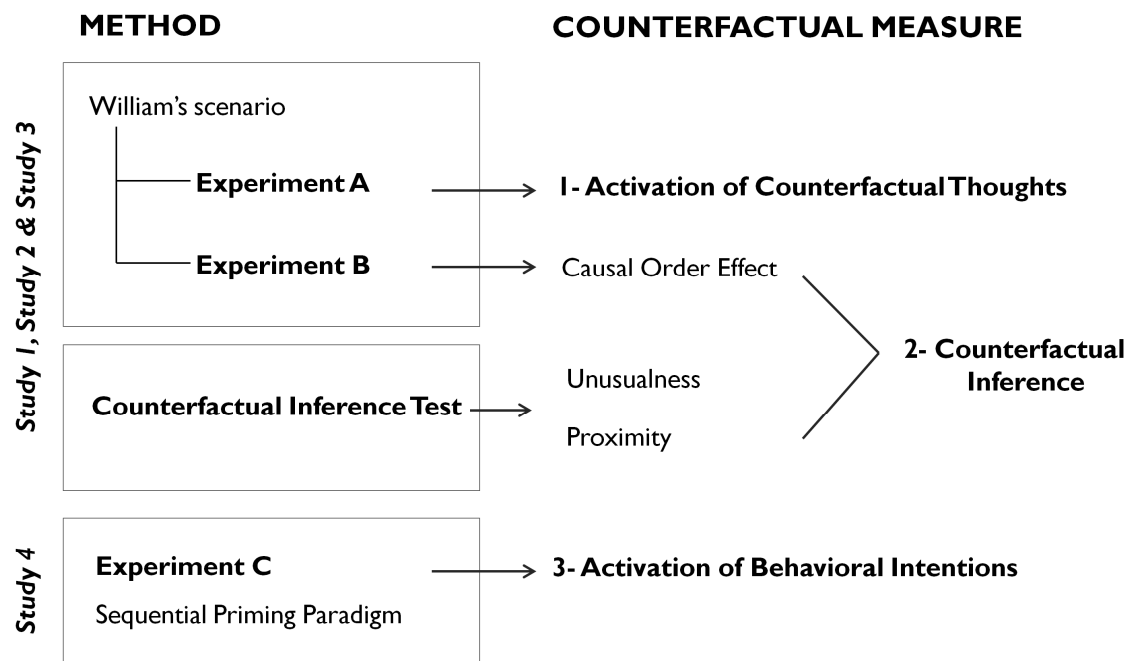 METHOD
COUNTERFACTUAL MEASURE
Study 1, Study 2 & Study 3
William's scenario
Experiment A
1- Activation of Counterfactual Thoughts
Experiment B
Causal Order Effect
2- Counterfactual
Inference
Counterfactual Inference Test
Unusualness
Proximity
Study 4
Experiment C
3- Activation of Behavioral Intentions
Sequential Priming Paradigm